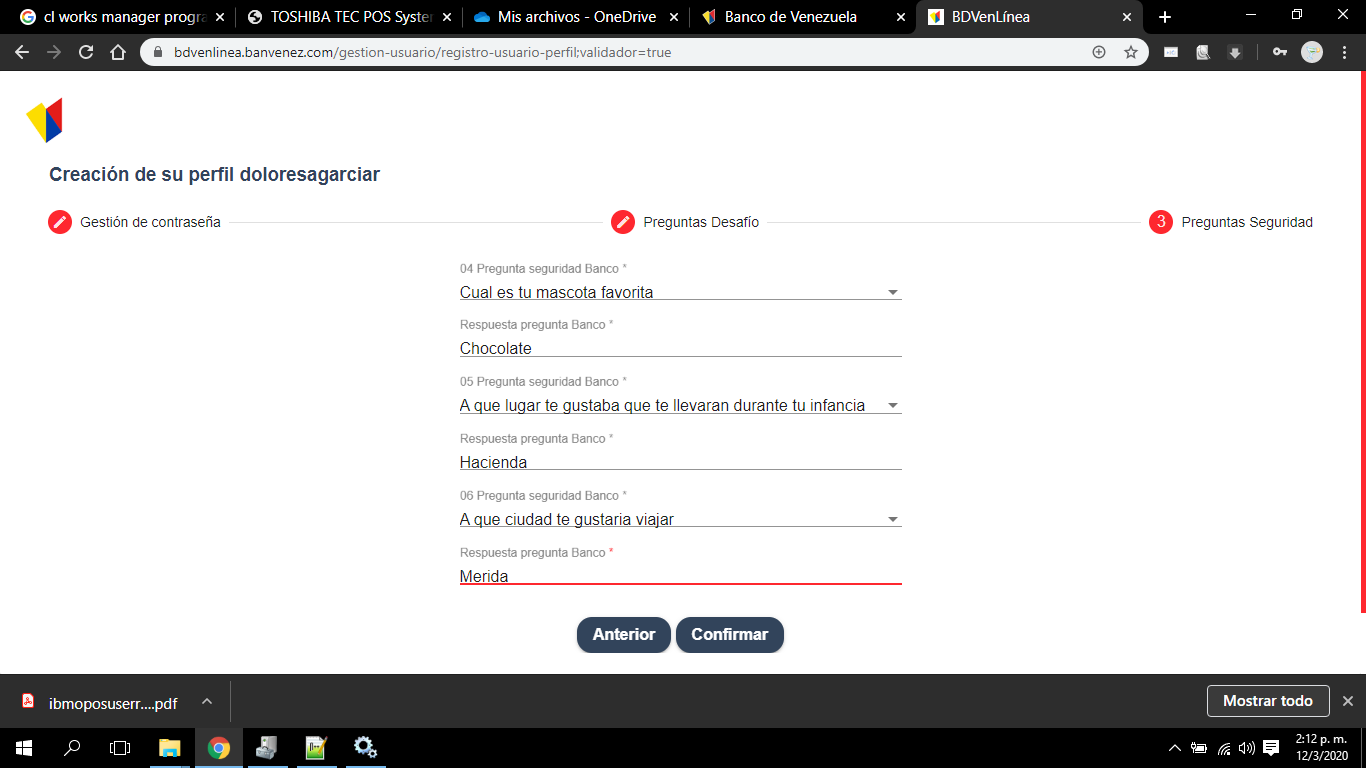 cl works manager progra
TOSHIBA TEC POS Syster
Mis archivos - OneDrive
Banco de Venezuela
BDVenLínea
bdvenlinea.banvenez.com/gestion-usuario/registro-usuario-perfil;validador=true
Creación de su perfil doloresagarciar
Gestión de contraseña
Preguntas Desafío
3 Preguntas Seguridad
04 Pregunta seguridad Banco *
Cual es tu mascota favorita
Respuesta pregunta Banco *
Chocolate
05 Pregunta seguridad Banco *
A que lugar te gustaba que te llevaran durante tu infancia
Respuesta pregunta Banco *
Hacienda
06 Pregunta seguridad Banco *
A que ciudad te gustaria viajar
Respuesta pregunta Banco *
Merida
Anterior Confirmar
ibmoposuserr....pdf
Mostrar todo
2:12 p. m.
12/3/2020